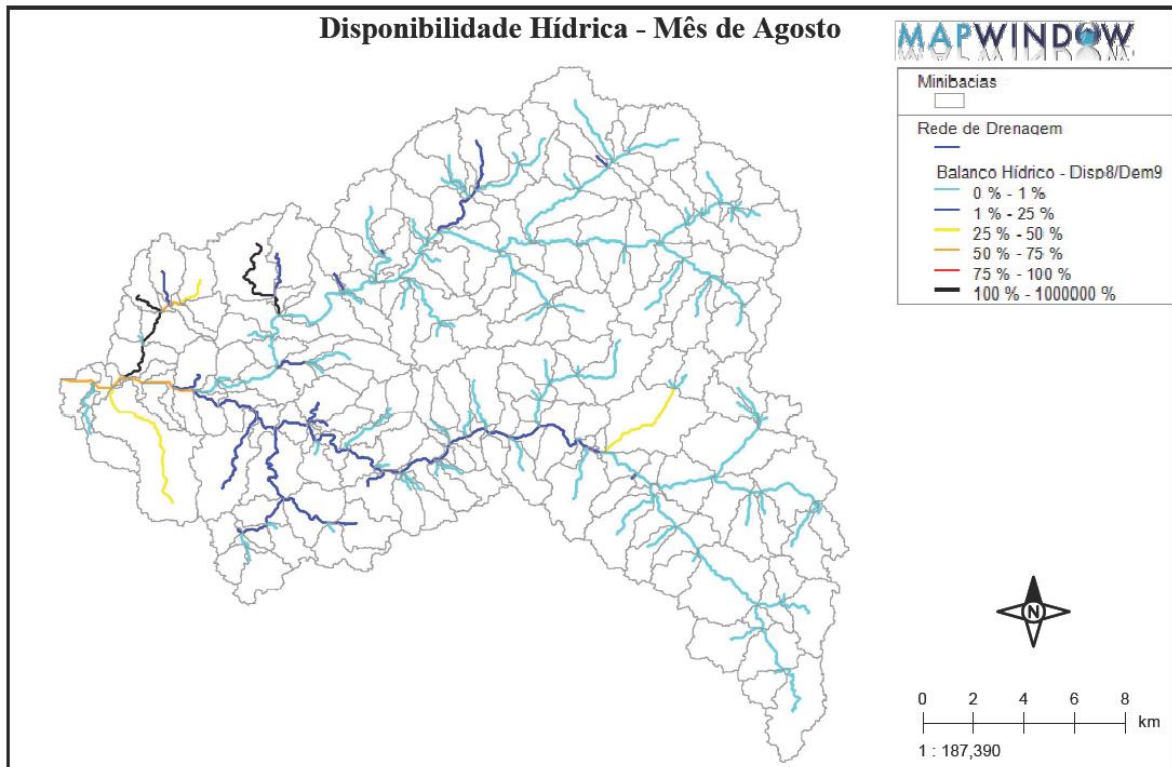 Disponibilidade Hídrica - Mês de Agosto
MAPWINDOW
Minibacias
Rede de Drenagem
Balanço Hídrico - Disp8/Dem9
0 % - 1 %
1 % - 25 %
25 % - 50 %
50 % - 75 %
75 % - 100 %
100 % - 1000000 %
N
0 2 4 6 8
km
1 : 187,390